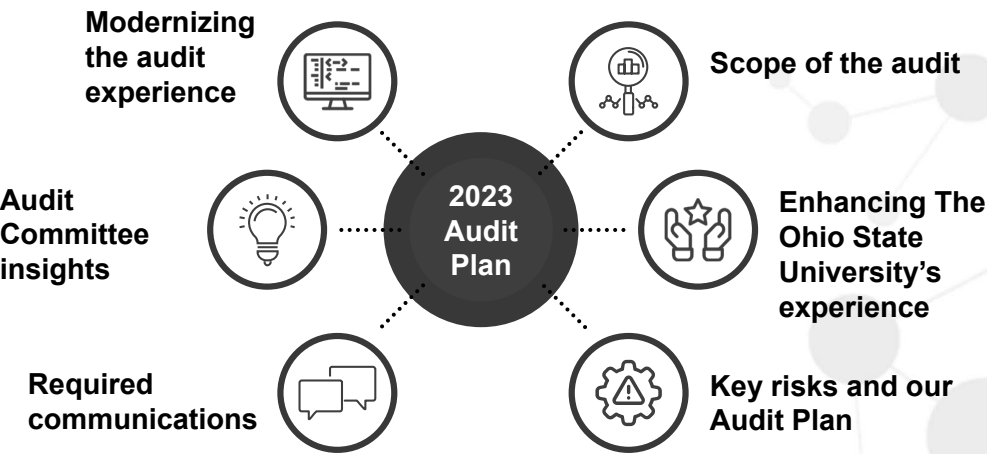 Modernizing
the audit
experience
Scope of the audit
Audit
Committee
insights
2023
Audit
Plan
Enhancing The
Ohio State
University’s
experience
Required
communications
Key risks and our
Audit Plan